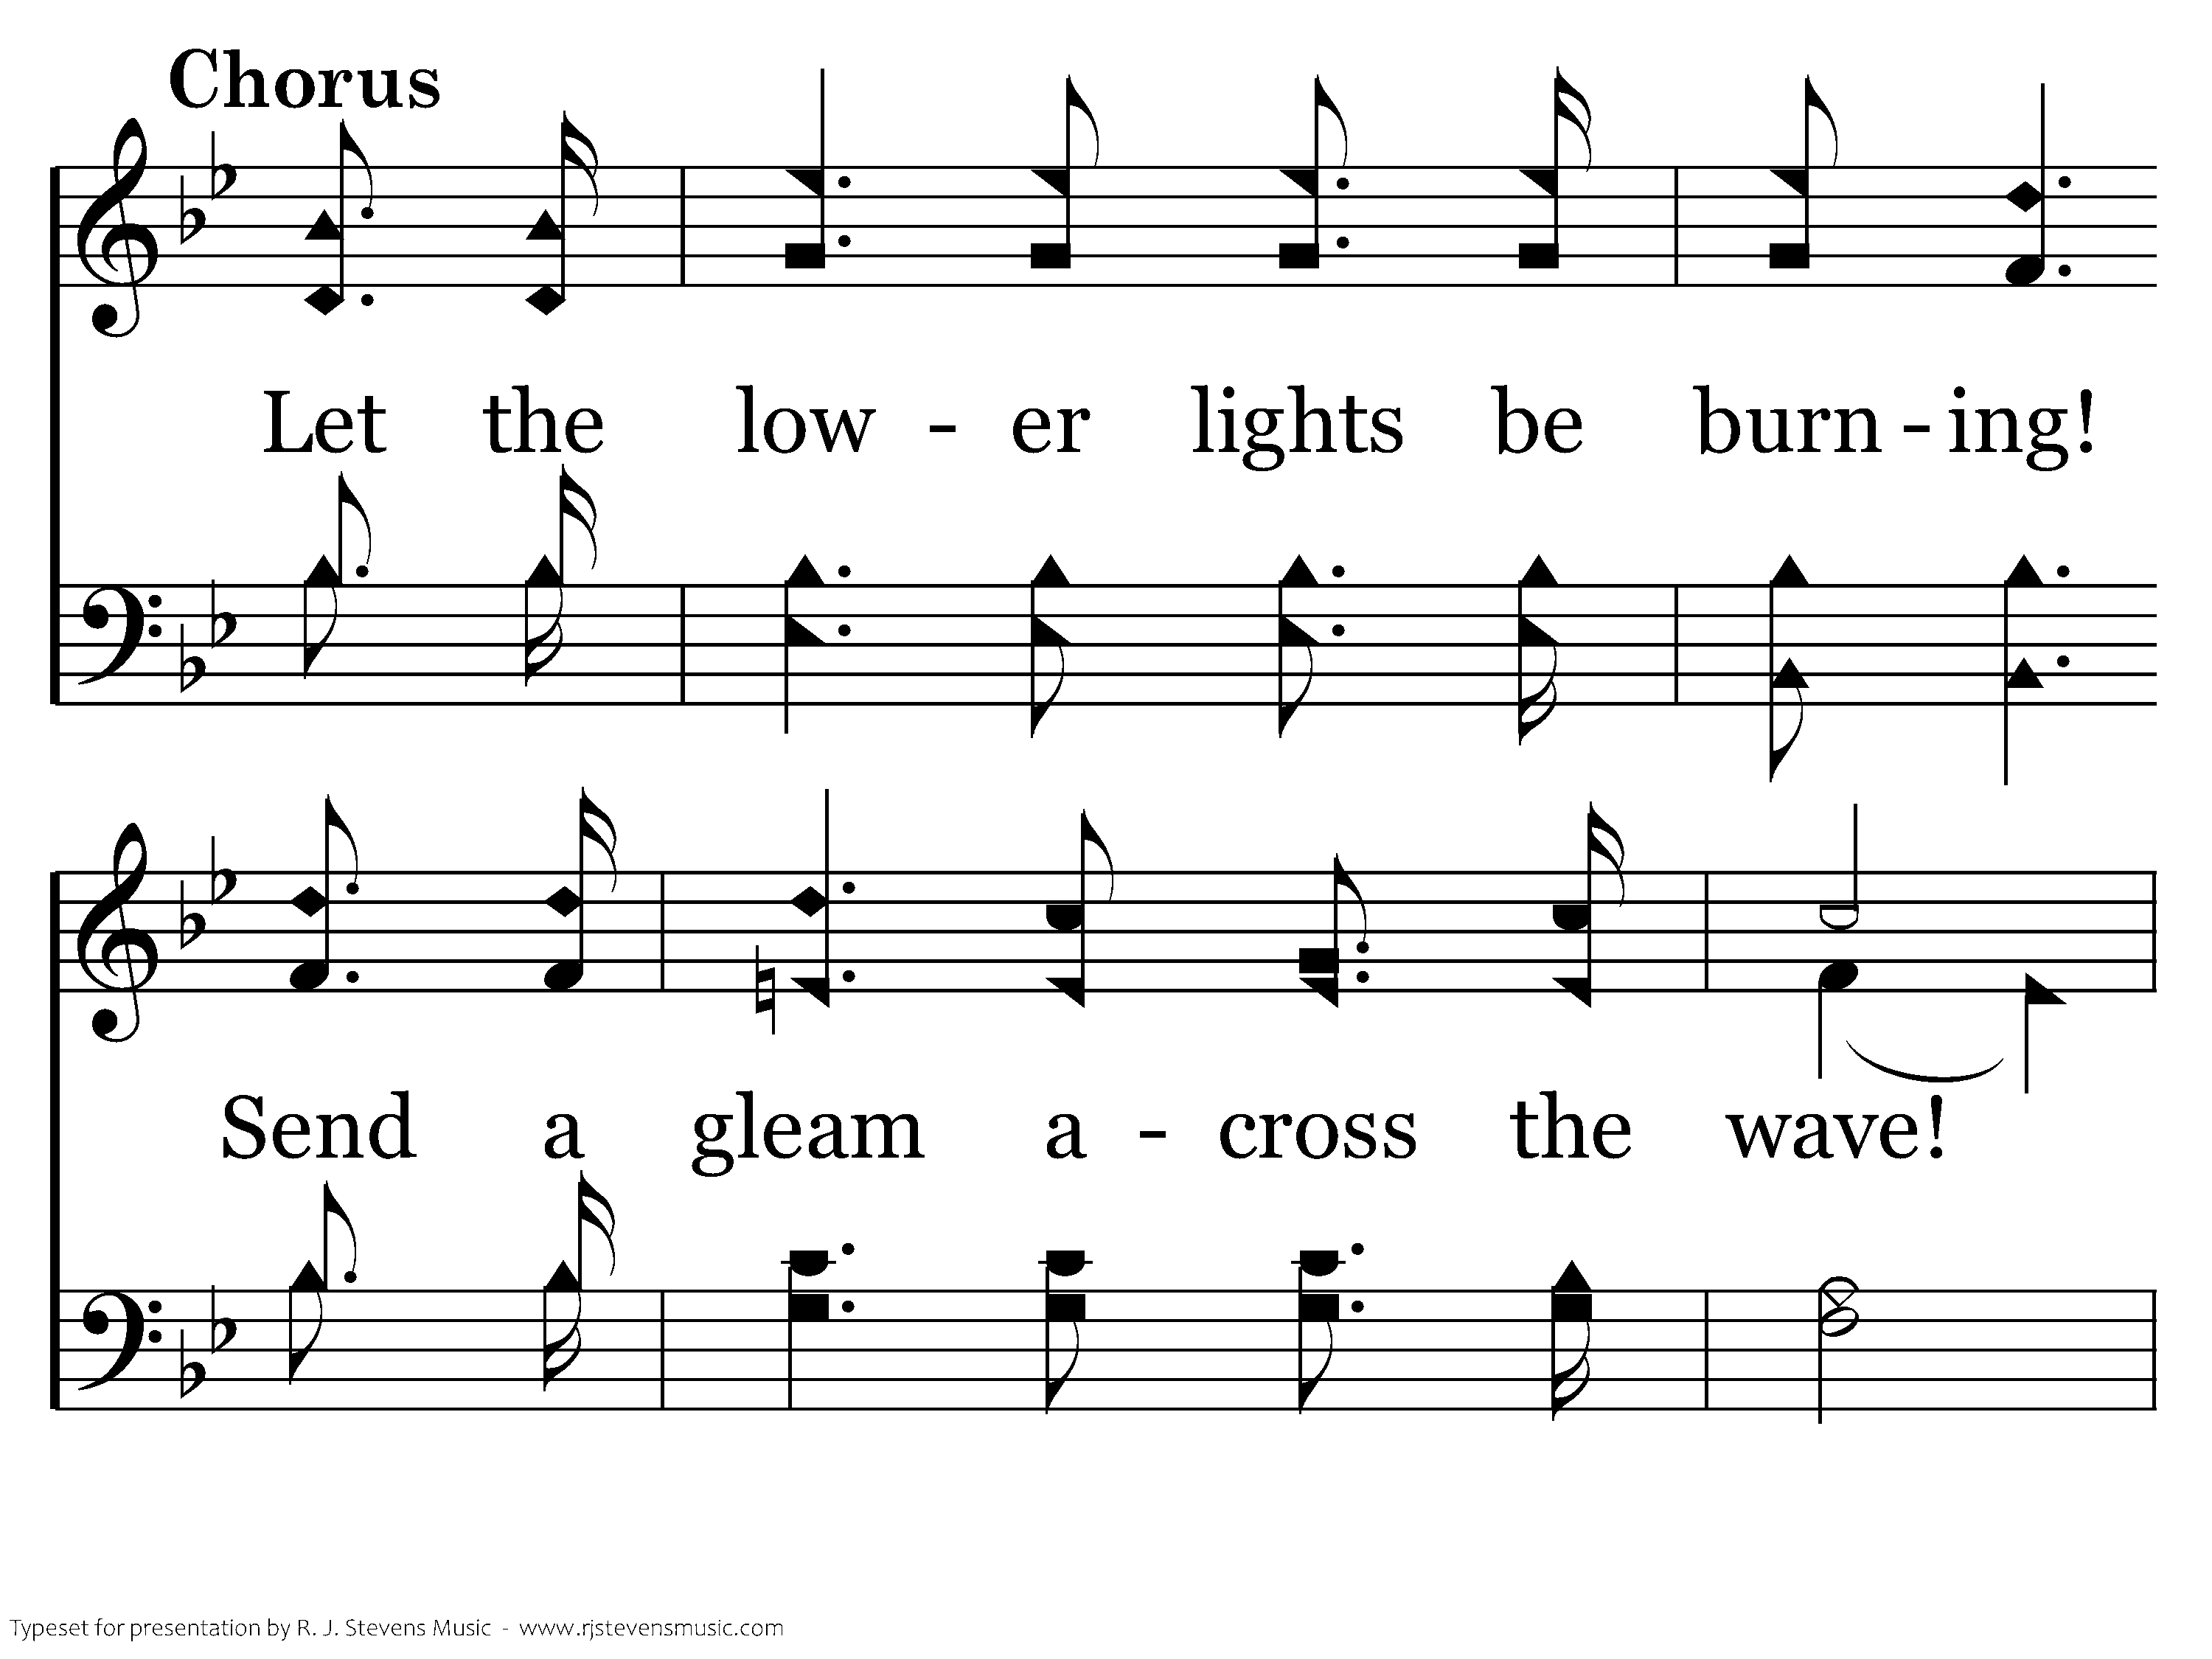 Chorus
Let the low - er lights be burn - ing!
Send a gleam a - cross the wave!
Typeset for presentation by R. J. Stevens Music - www.rjstevensmusic.com